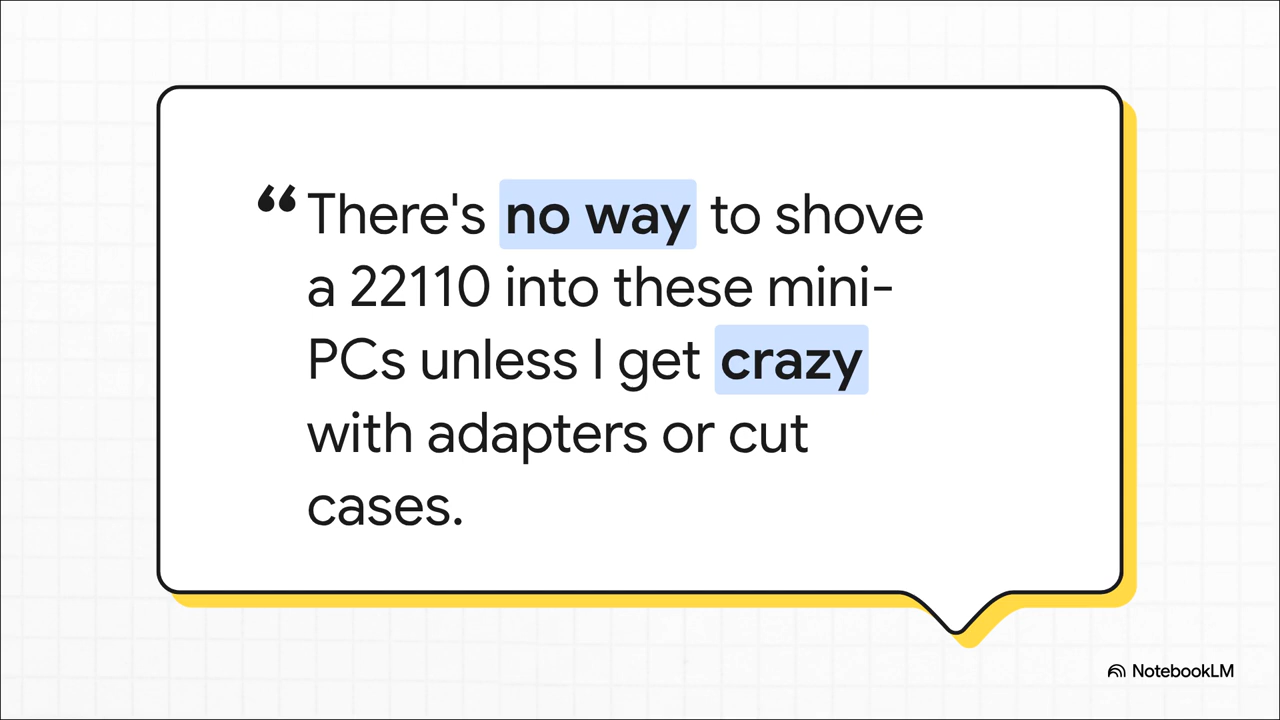 “There's no way to shove
a 22110 into these mini-
PCs unless I get crazy
with adapters or cut
cases.
NotebookLM